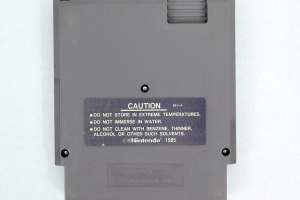 CAUTION REV-A
●DO NOT STORE IN EXTREME TEMPERATURES.
●DO NOT IMMERSE IN WATER.
●DO NOT CLEAN WITH BENZENE, THINNER,
ALCOHOL OR OTHER SUCH SOLVENTS.
©Nintendo 1985